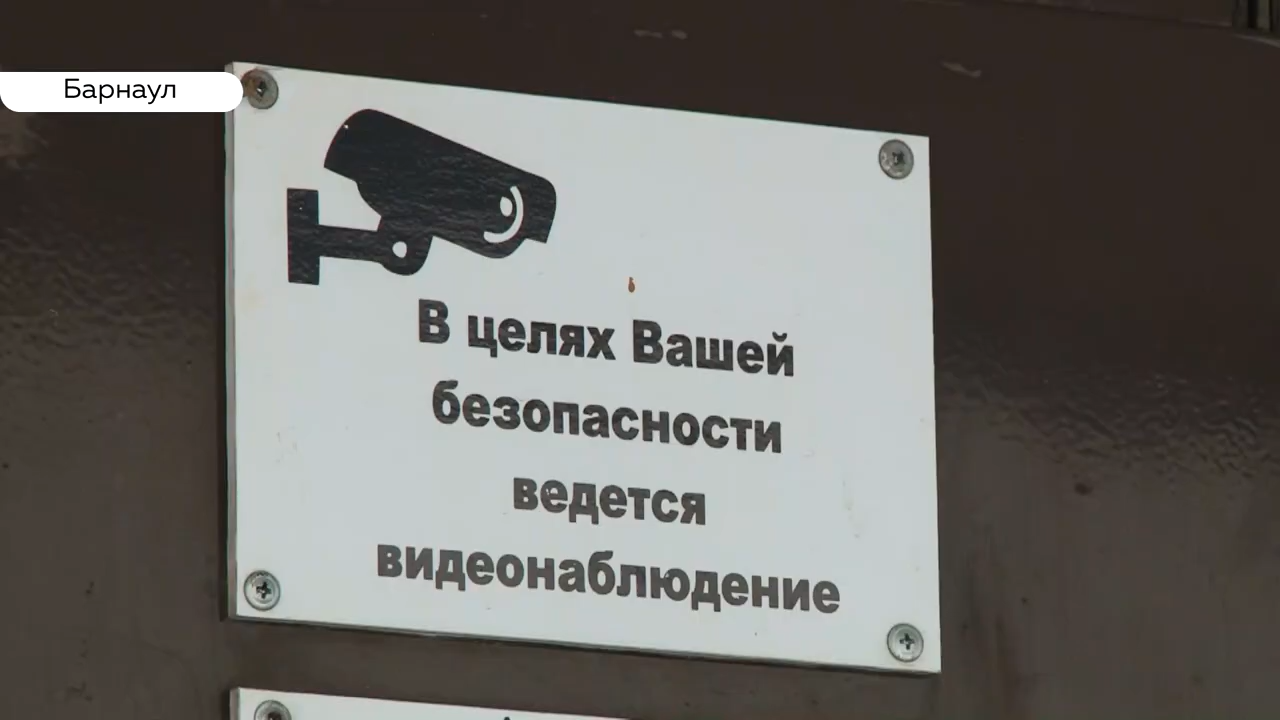 Барнаул
В целях Вашей
безопасности
ведется
видеонаблюдение